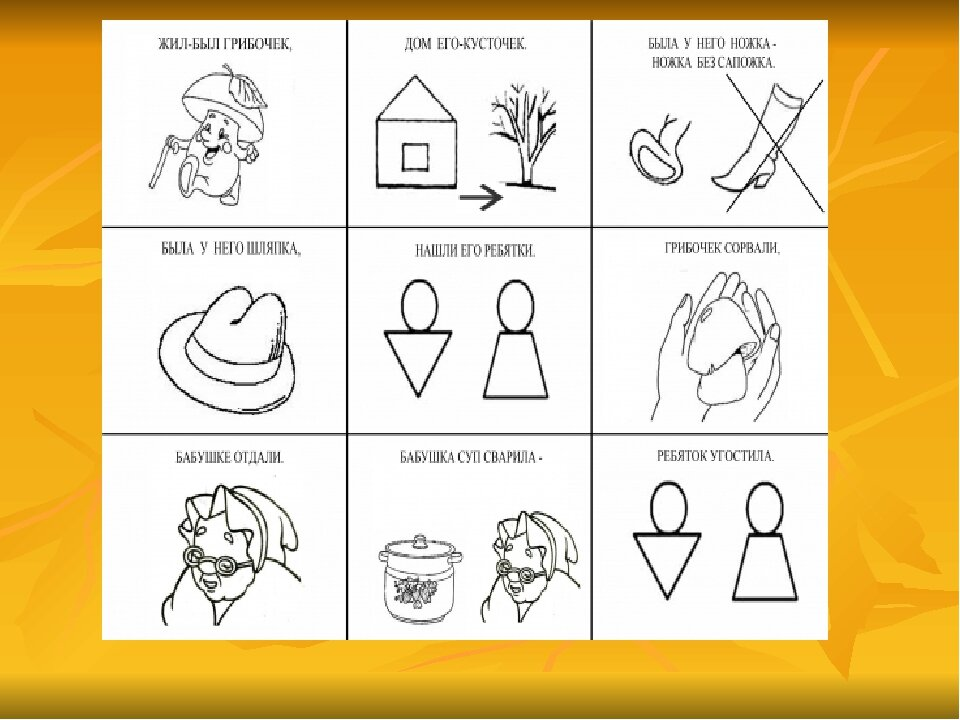 ЖИЛ-БЫЛ ГРИБОЧЕК,
ДОМ ЕГО-КУСТОЧЕК.
БЫЛА У НЕГО НОЖКА -
НОЖКА БЕЗ САПОЖКА.
БЫЛА У НЕГО ШЛЯПКА,
НАШЛИ ЕГО РЕБЯТКИ.
ГРИБОЧЕК СОРВАЛИ,
БАБУШКЕ ОТДАЛИ.
БАБУШКА СУП СВАРИЛА -
РЕБЯТОК УГОСТИЛА.